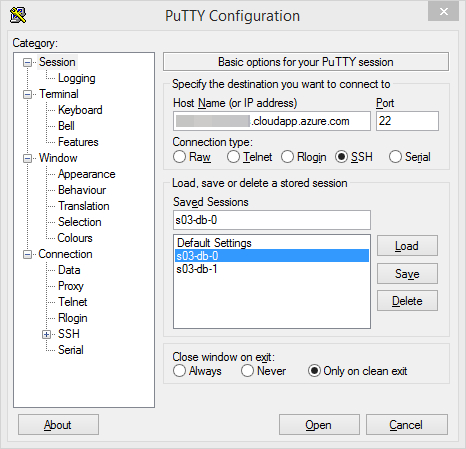 PuTTY Configuration
Category:
Session
Logging
Terminal
Keyboard
Bell
Features
Window
Appearance
Behaviour
Translation
Selection
Colours
Connection
Data
Proxy
Telnet
Rlogin
SSH
Serial
Basic options for your PuTTY session
Specify the destination you want to connect to
Host Name (or IP address) Port
.cloudapp.azure.com 22
Connection type:
Raw Telnet Rlogin SSH Serial
Load, save or delete a stored session
Saved Sessions
s03-db-0
Default Settings
s03-db-0
s03-db-1
Load
Save
Delete
Close window on exit:
Always Never Only on clean exit
About Open Cancel